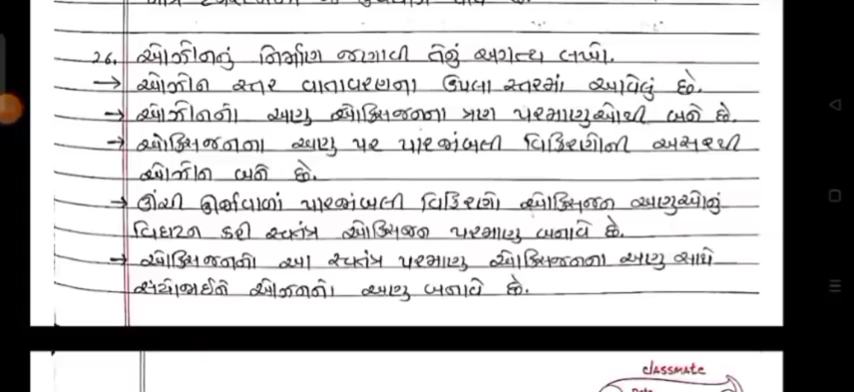 26. ઓઝોનનું નિર્માણ જણાવી તેનું અગત્ય લખો.
→ ઓઝોન સ્તર વાતાવરણના ઉપલા સ્તરમાં આવેલું છે.
→ ઓઝોનનો અણુ ઓક્સિજનના ત્રણ પરમાણુઓથી બને છે.
→ ઓક્સિજનના અણુ પર પારજાંબલી વિકિરણોની અસરથી
ઓઝોન બને છે.
→ ઊંચી ઊર્જાવાળાં પારજાંબલી વિકિરણો ઓક્સિજન અણુઓનું
વિઘટન કરી સ્વતંત્ર ઓક્સિજન પરમાણુ બનાવે છે.
→ ઓક્સિજનની આ સ્વતંત્ર પરમાણુ ઓક્સિજનના અણુ સાથે
સંયોજાઈને ઓઝોનનો અણુ બનાવે છે.
classmate
Date